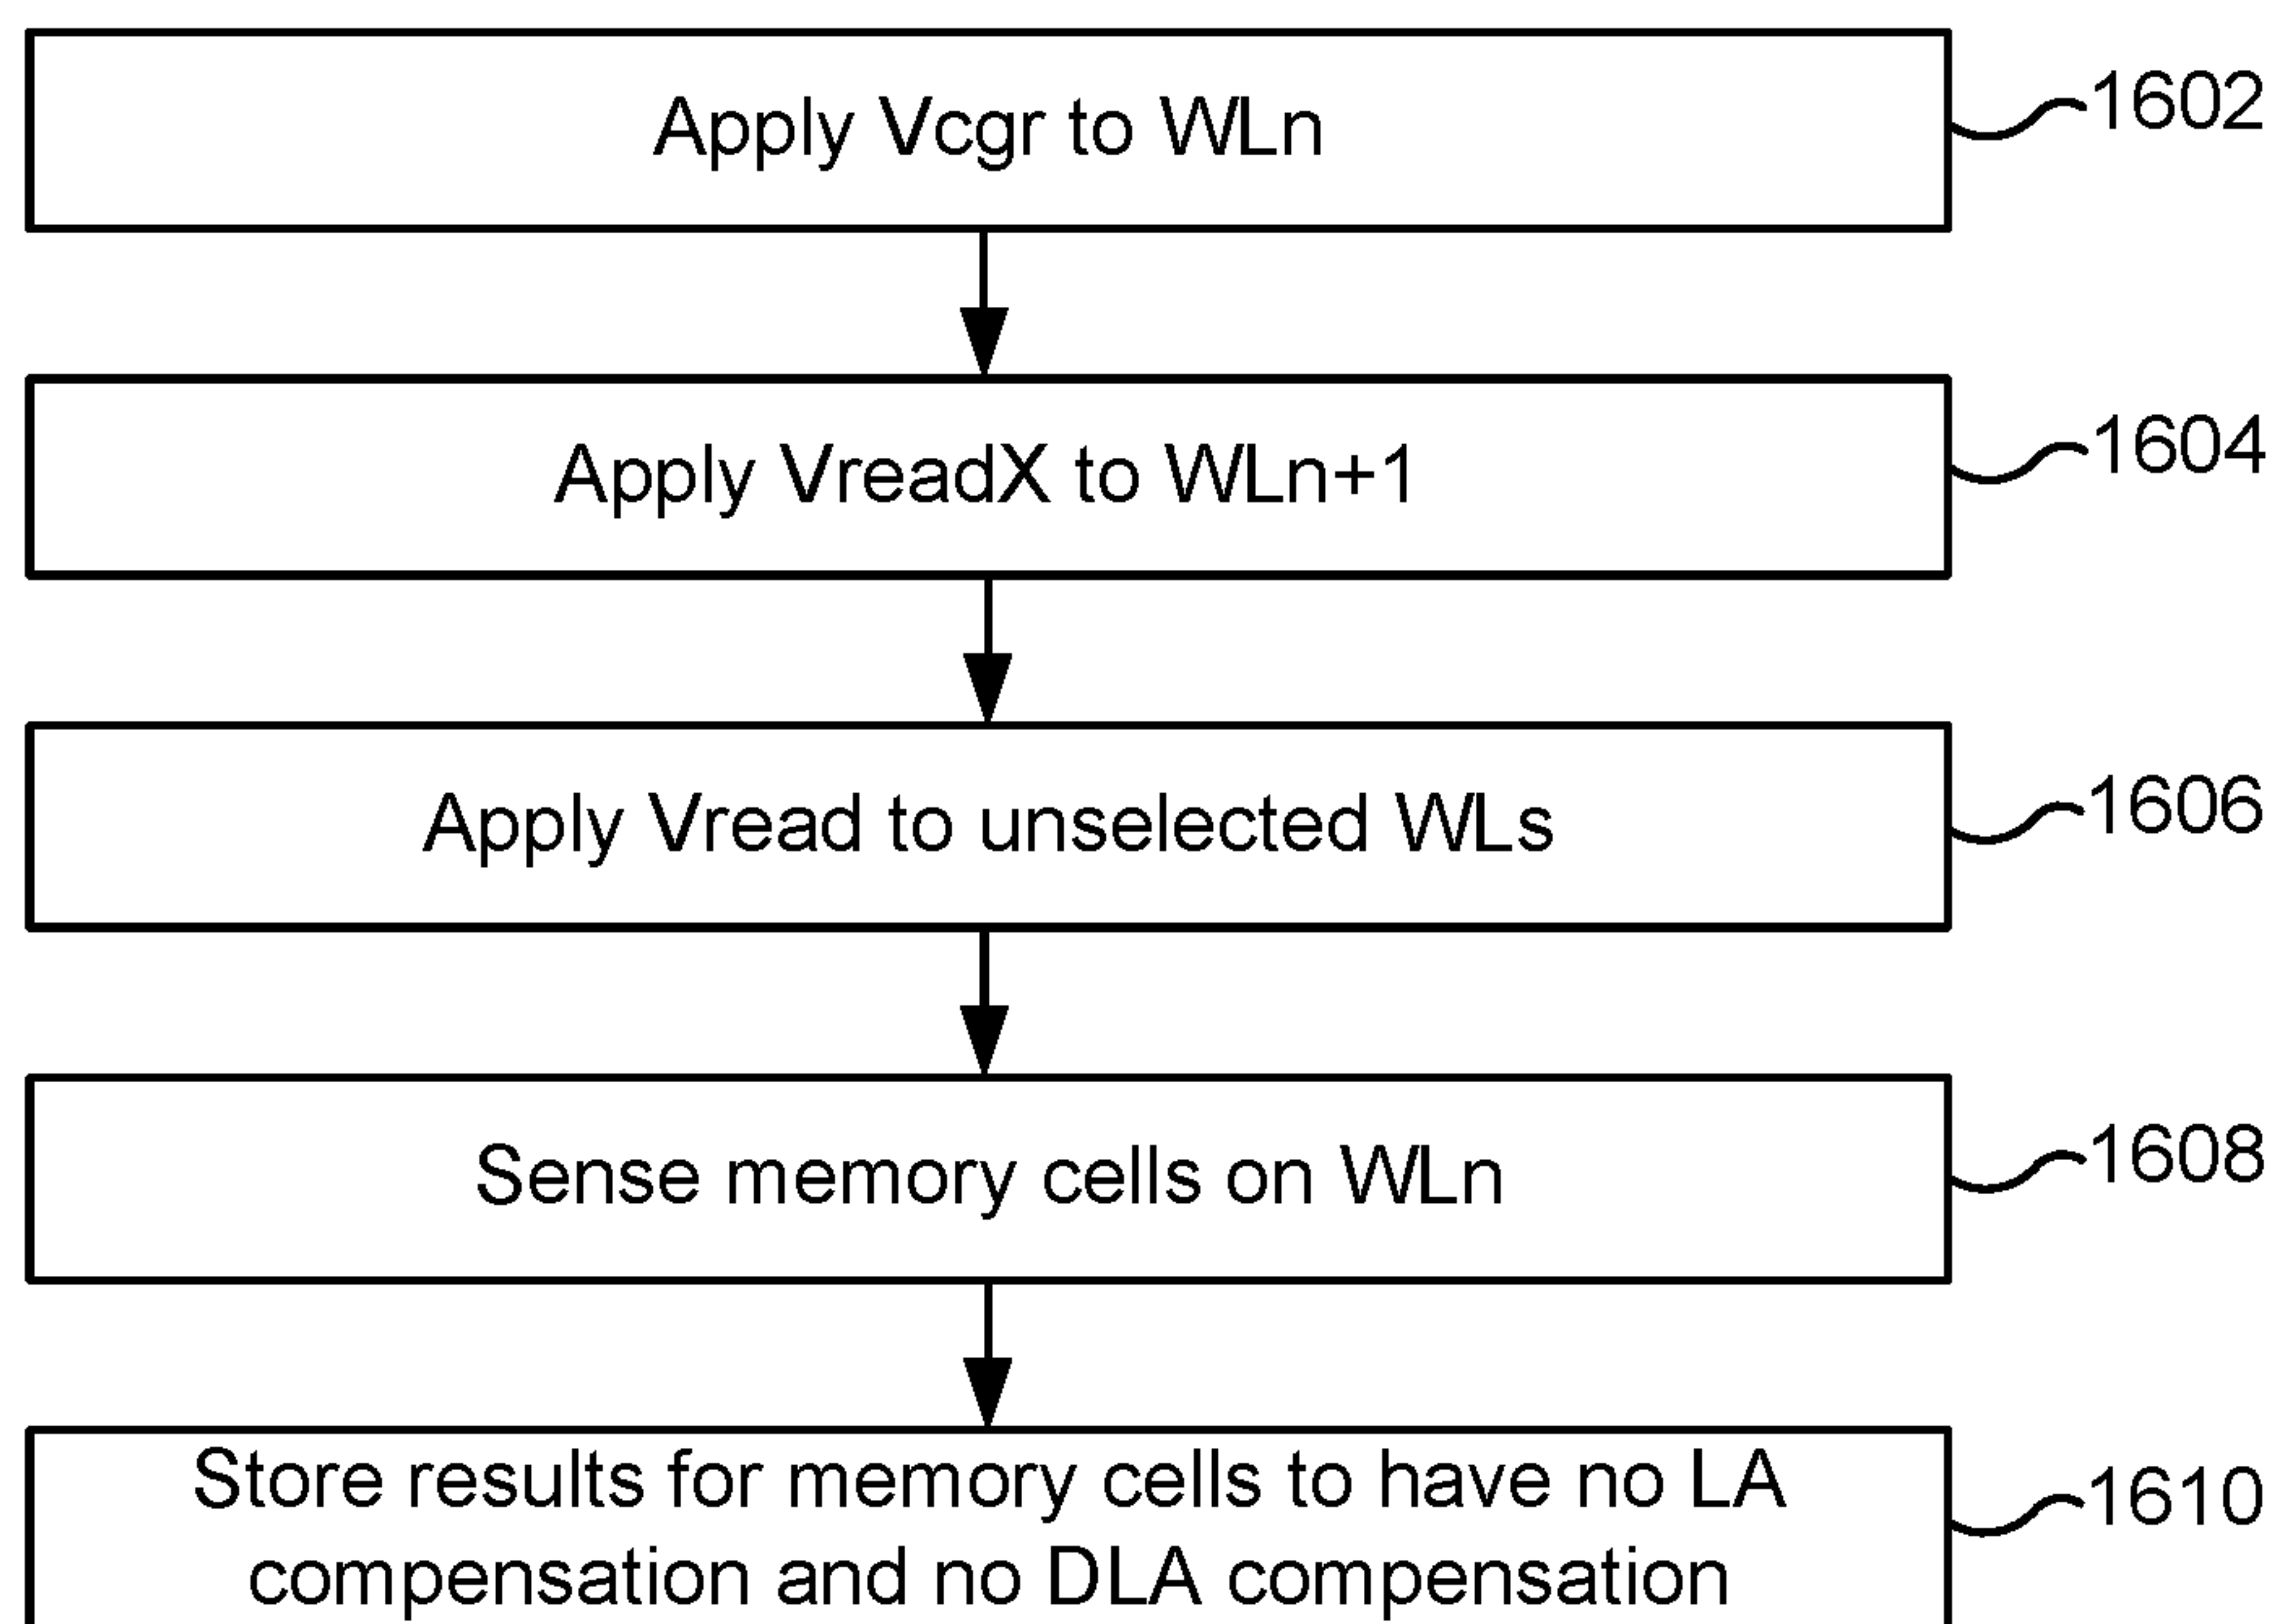 Apply Vcgr to WLn
1602
Apply VreadX to WLn+1
1604
Apply Vread to unselected WLs
1606
Sense memory cells on WLn
1608
Store results for memory cells to have no LA
compensation and no DLA compensation
1610